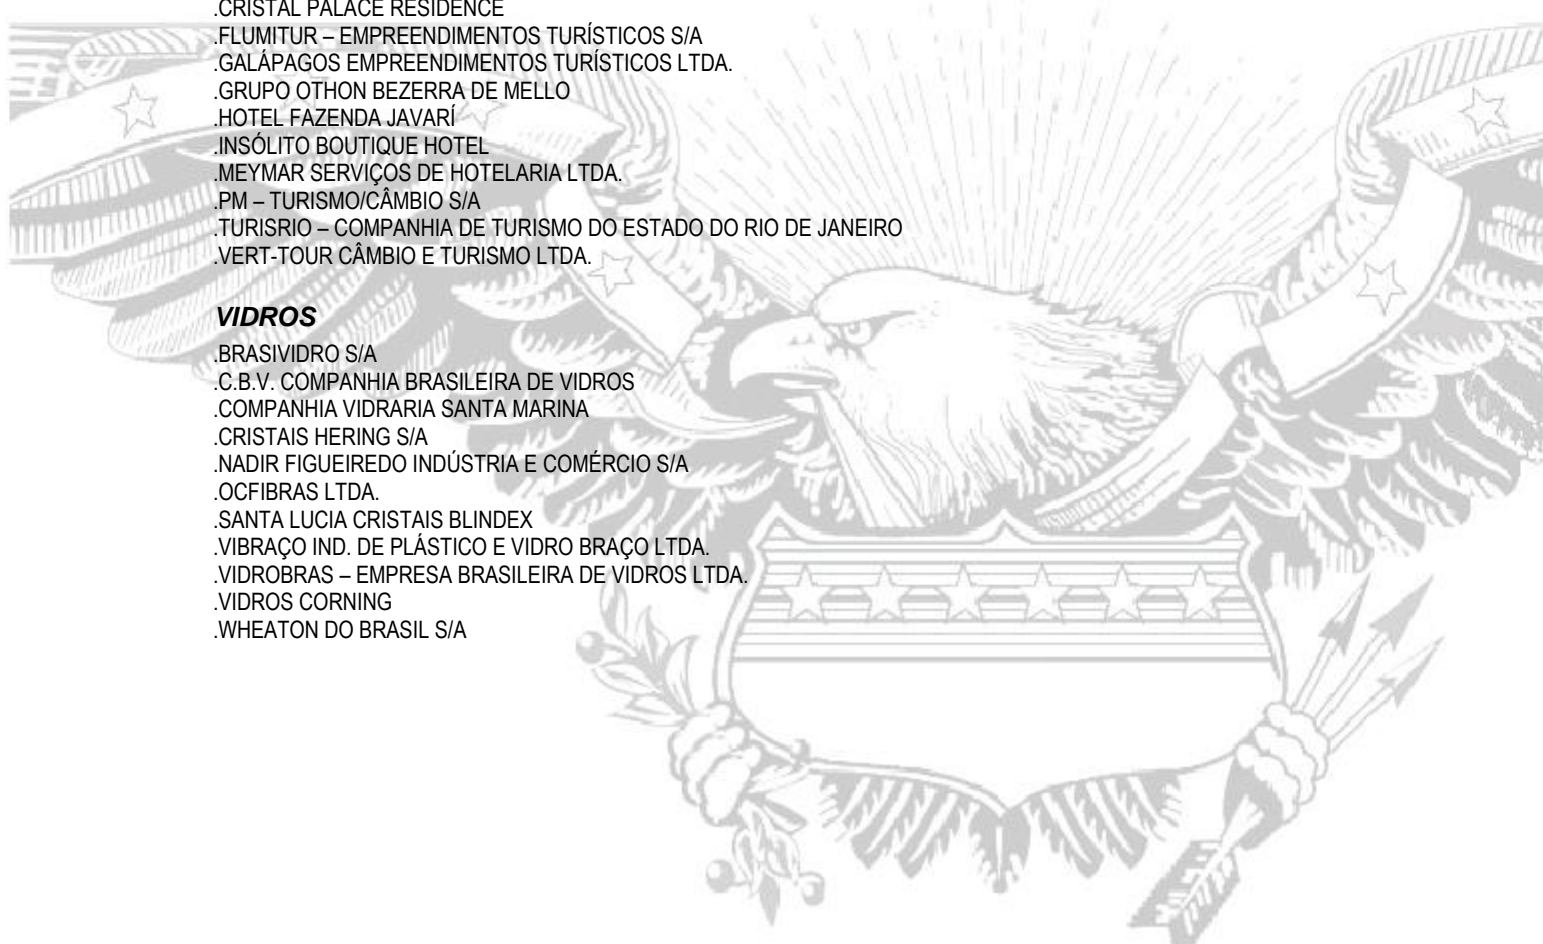 .CRISTAL PALACE RESIDENCE
.FLUMITUR – EMPREENDIMENTOS TURÍSTICOS S/A
.GALÁPAGOS EMPREENDIMENTOS TURÍSTICOS LTDA.
.GRUPO OTHON BEZERRA DE MELLO
.HOTEL FAZENDA JAVARÍ
.INSÓLITO BOUTIQUE HOTEL
.MEYMAR SERVIÇOS DE HOTELARIA LTDA.
.PM – TURISMO/CÂMBIO S/A
.TURISRIO – COMPANHIA DE TURISMO DO ESTADO DO RIO DE JANEIRO
.VERT-TOUR CÂMBIO E TURISMO LTDA.
VIDROS
.BRASIVIDRO S/A
.C.B.V. COMPANHIA BRASILEIRA DE VIDROS
.COMPANHIA VIDRARIA SANTA MARINA
.CRISTAIS HERING S/A
.NADIR FIGUEIREDO INDÚSTRIA E COMÉRCIO S/A
.OCFIBRAS LTDA.
.SANTA LUCIA CRISTAIS BLINDEX
.VIBRAÇO IND. DE PLÁSTICO E VIDRO BRAÇO LTDA.
.VIDROBRAS – EMPRESA BRASILEIRA DE VIDROS LTDA.
.VIDROS CORNING
.WHEATON DO BRASIL S/A